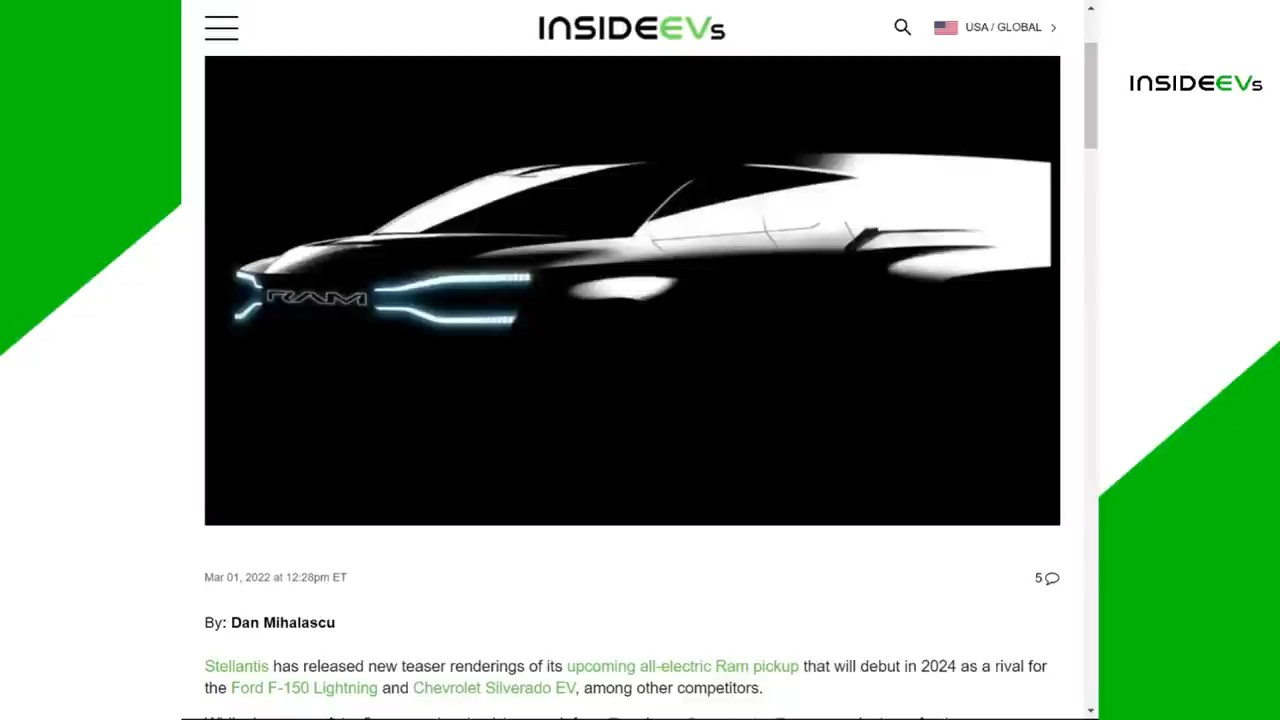 INSIDEEVs
USA / GLOBAL
INSIDEEVs
RAM
Mar 01, 2022 at 12:28pm ET
5
By: Dan Mihalascu
Stellantis has released new teaser renderings of its upcoming all-electric Ram pickup that will debut in 2024 as a rival for
the Ford F-150 Lightning and Chevrolet Silverado EV, among other competitors.